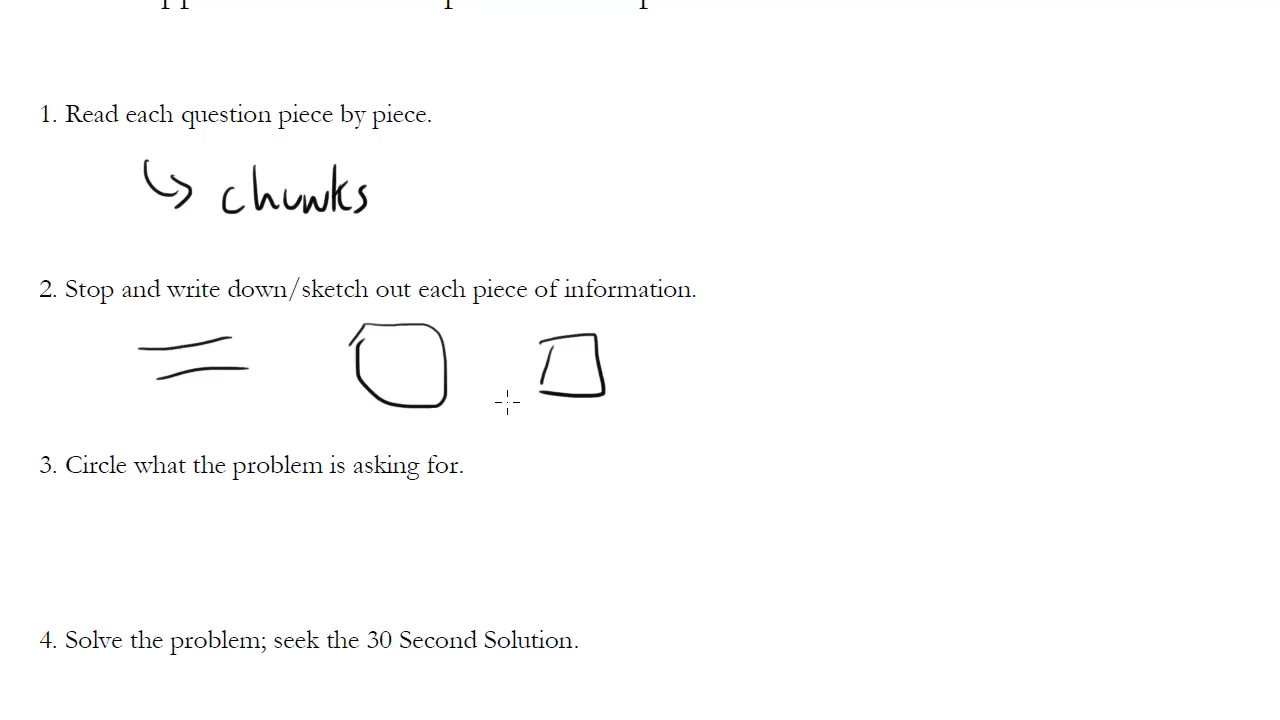 1. Read each question piece by piece.
chunks
2. Stop and write down/sketch out each piece of information.
3. Circle what the problem is asking for.
4. Solve the problem; seek the 30 Second Solution.